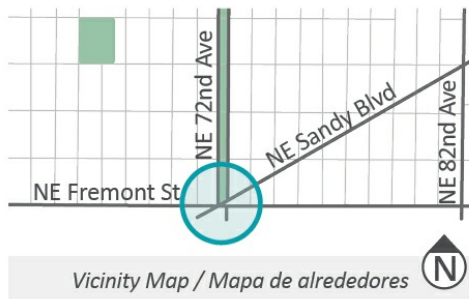 NE 72nd Ave
NE Sandy Blvd
NE 82nd Ave
NE Fremont St
Vicinity Map / Mapa de alrededores
N